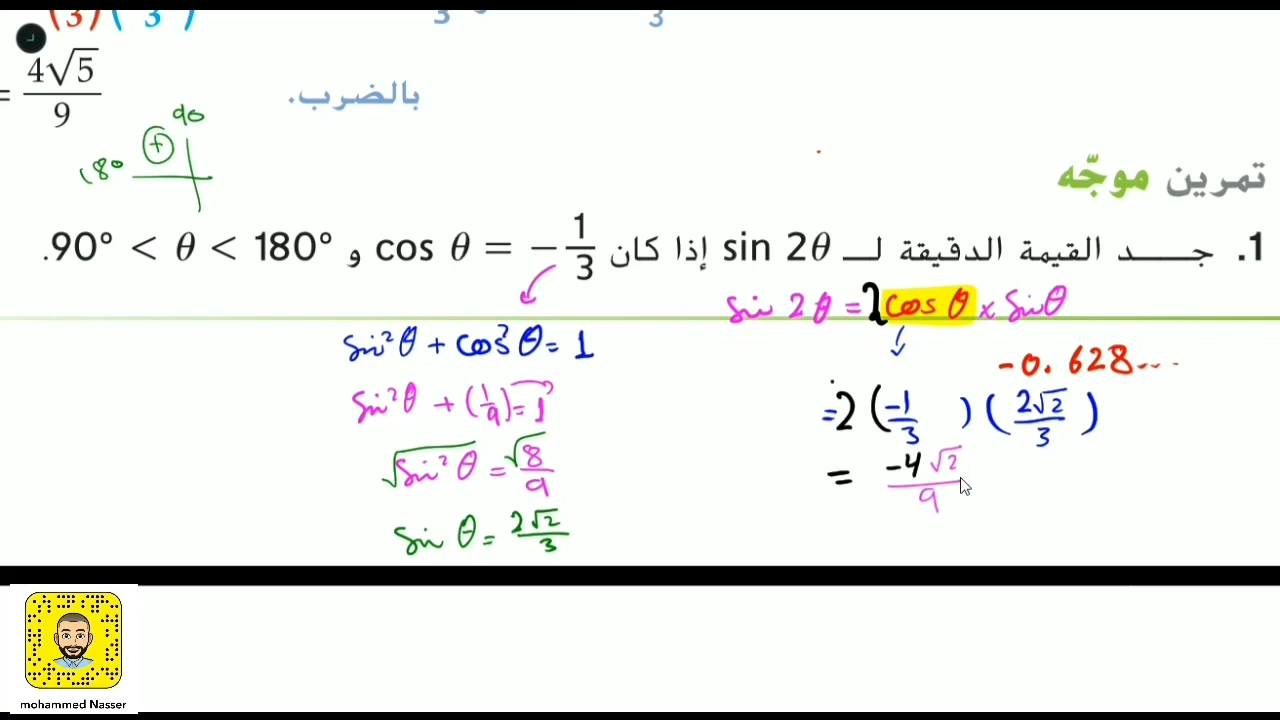 = 4√5/9
بالضرب.
90
180
+
تمرين موجّه
1. جد القيمة الدقيقة لـ sin 2θ إذا كان cos θ = −1/3 و 90° < θ < 180°.
sin 2θ = 2 cos θ × sin θ
sin²θ + cos²θ = 1
-0.628...
sin²θ + (1/9) = 1
= 2 (-1/3) (2√2/3)
√sin²θ = √8/9
= -4√2/9
sin θ = 2√2/3
mohammed Nasser